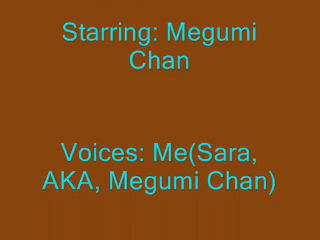 Starring: Megumi
Chan
Voices: Me(Sara,
AKA, Megumi Chan)